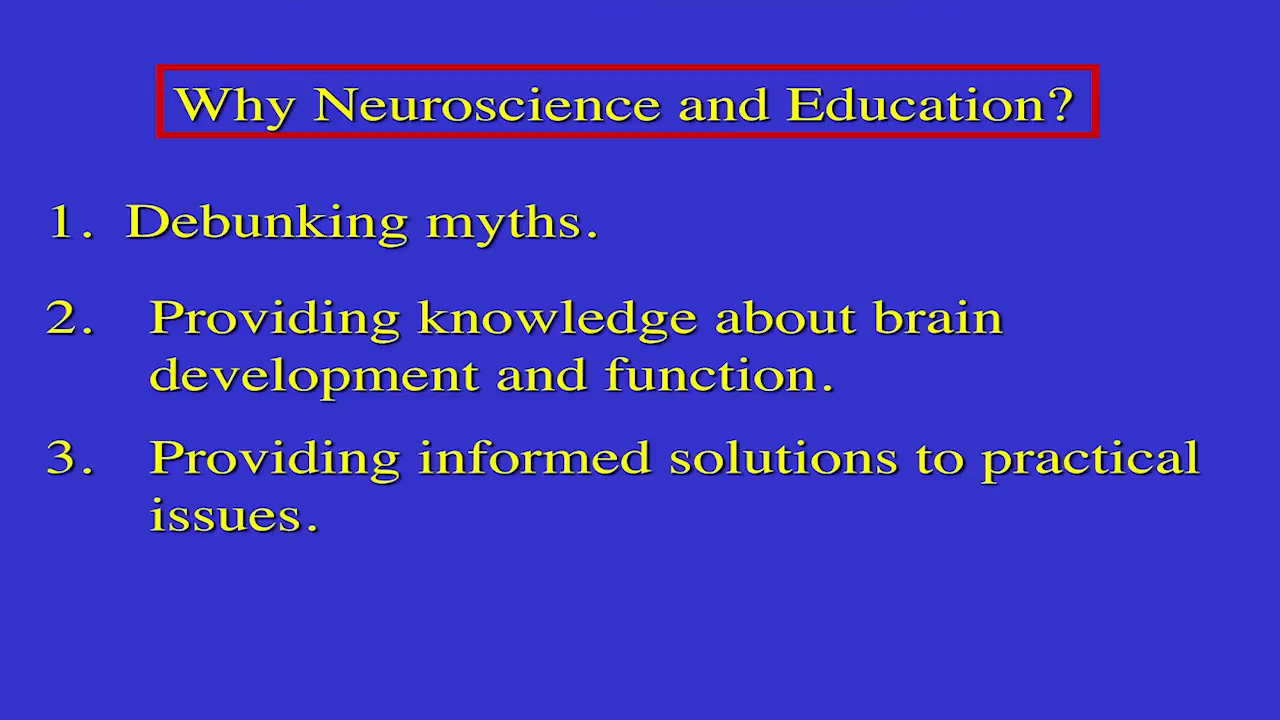 Why Neuroscience and Education?
1. Debunking myths.
2. Providing knowledge about brain
development and function.
3. Providing informed solutions to practical
issues.